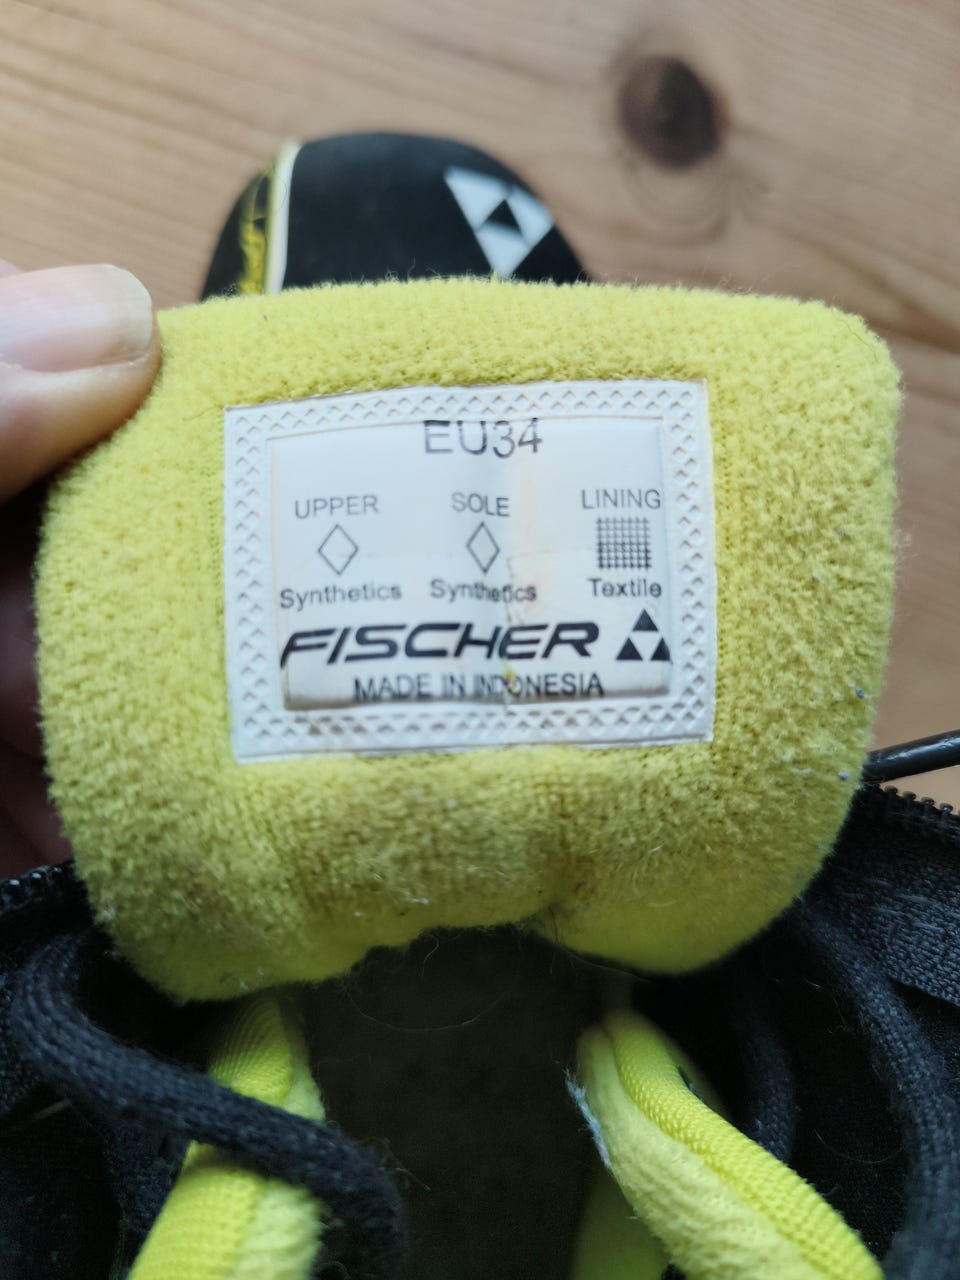 EU34
UPPER SOLE LINING
Synthetics Synthetics Textile
FISCHER
MADE IN INDONESIA